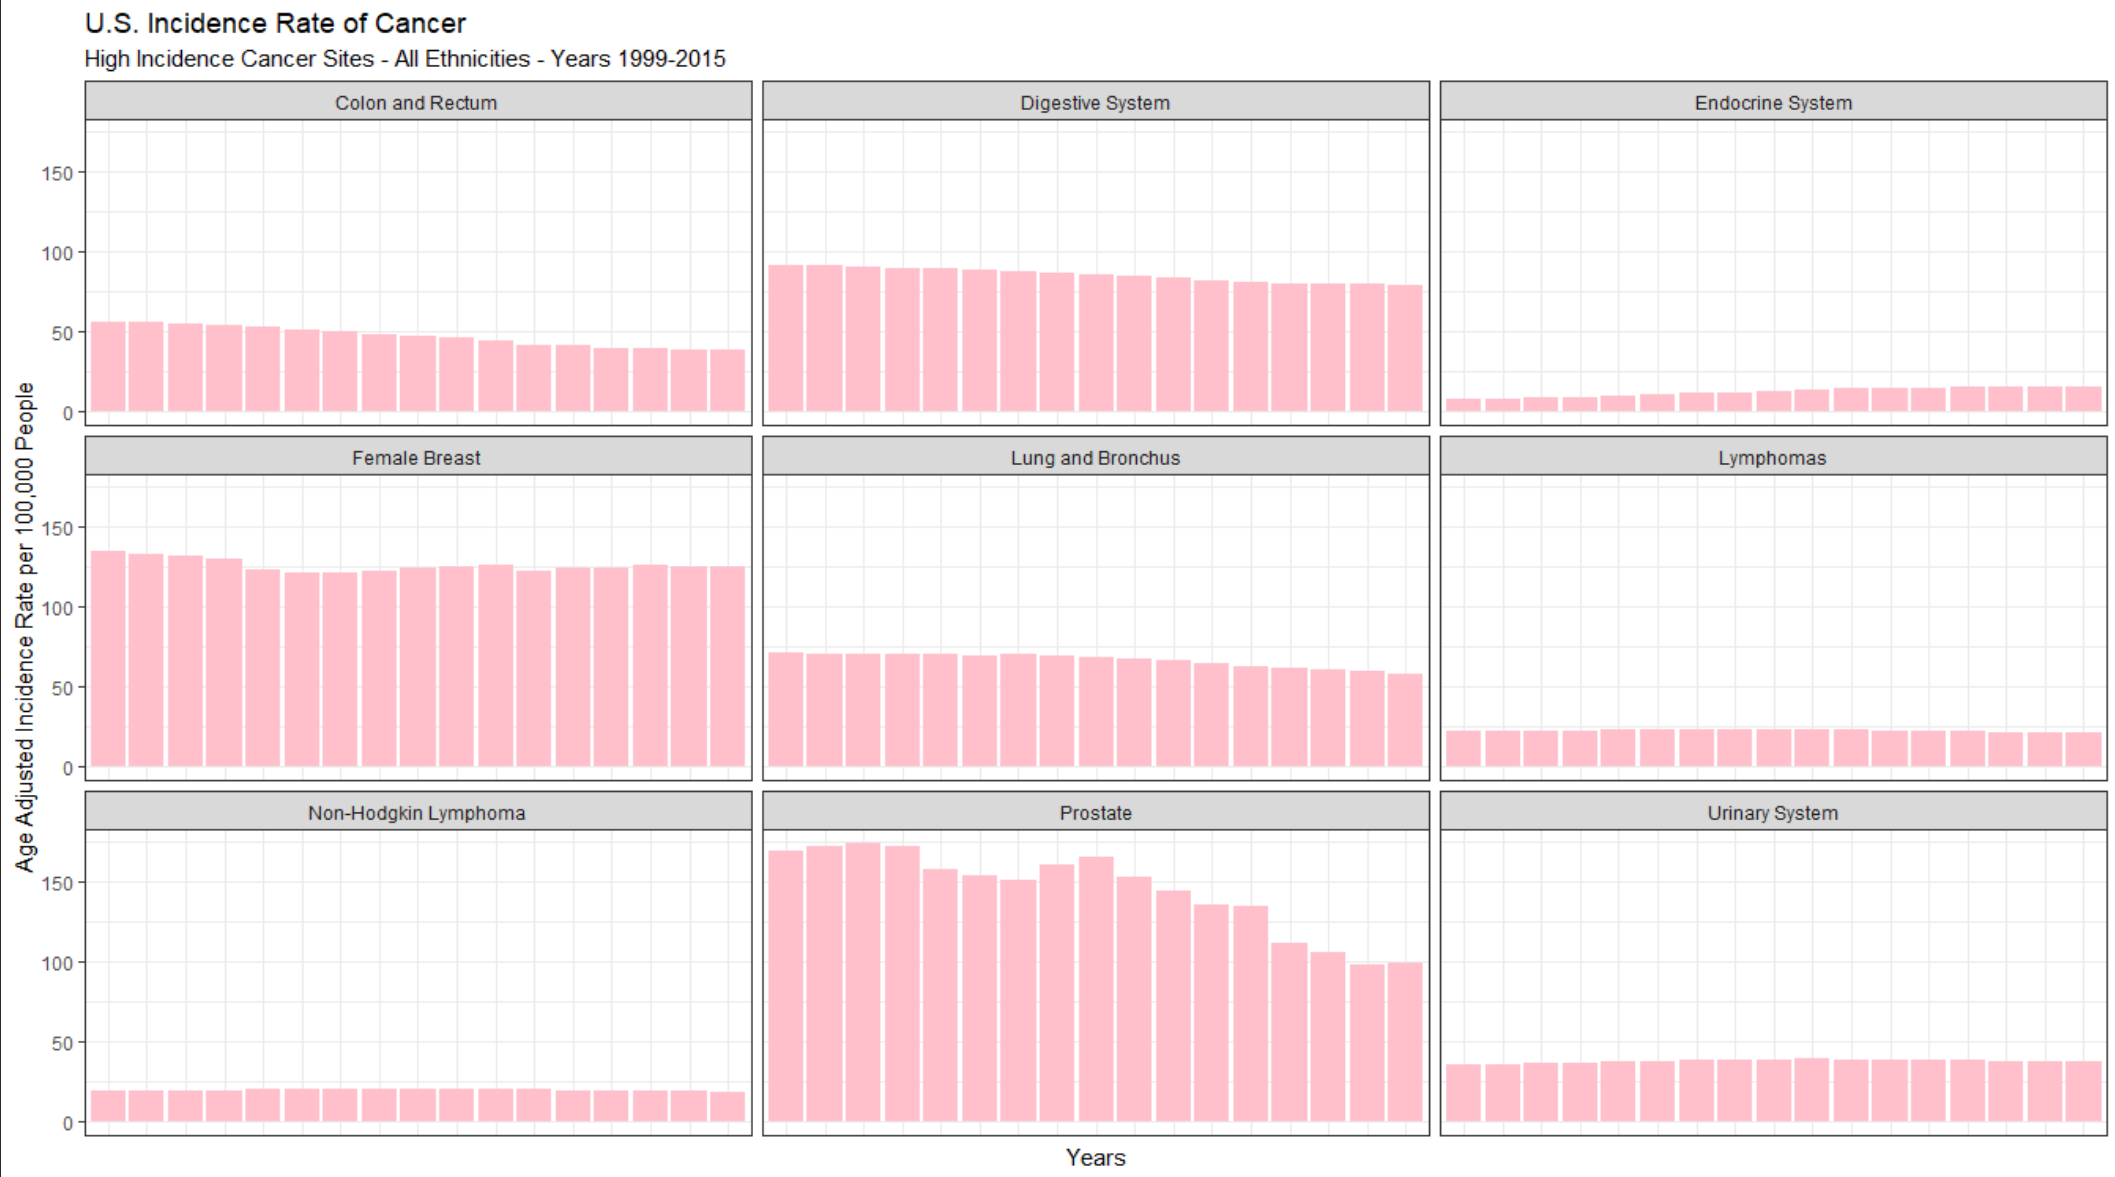 U.S. Incidence Rate of Cancer
High Incidence Cancer Sites - All Ethnicities - Years 1999-2015
Age Adjusted Incidence Rate per 100,000 People
Colon and Rectum
Digestive System
Endocrine System
150
100
50
0
Female Breast
Lung and Bronchus
Lymphomas
150
100
50
0
Non-Hodgkin Lymphoma
Prostate
Urinary System
150
100
50
0
Years